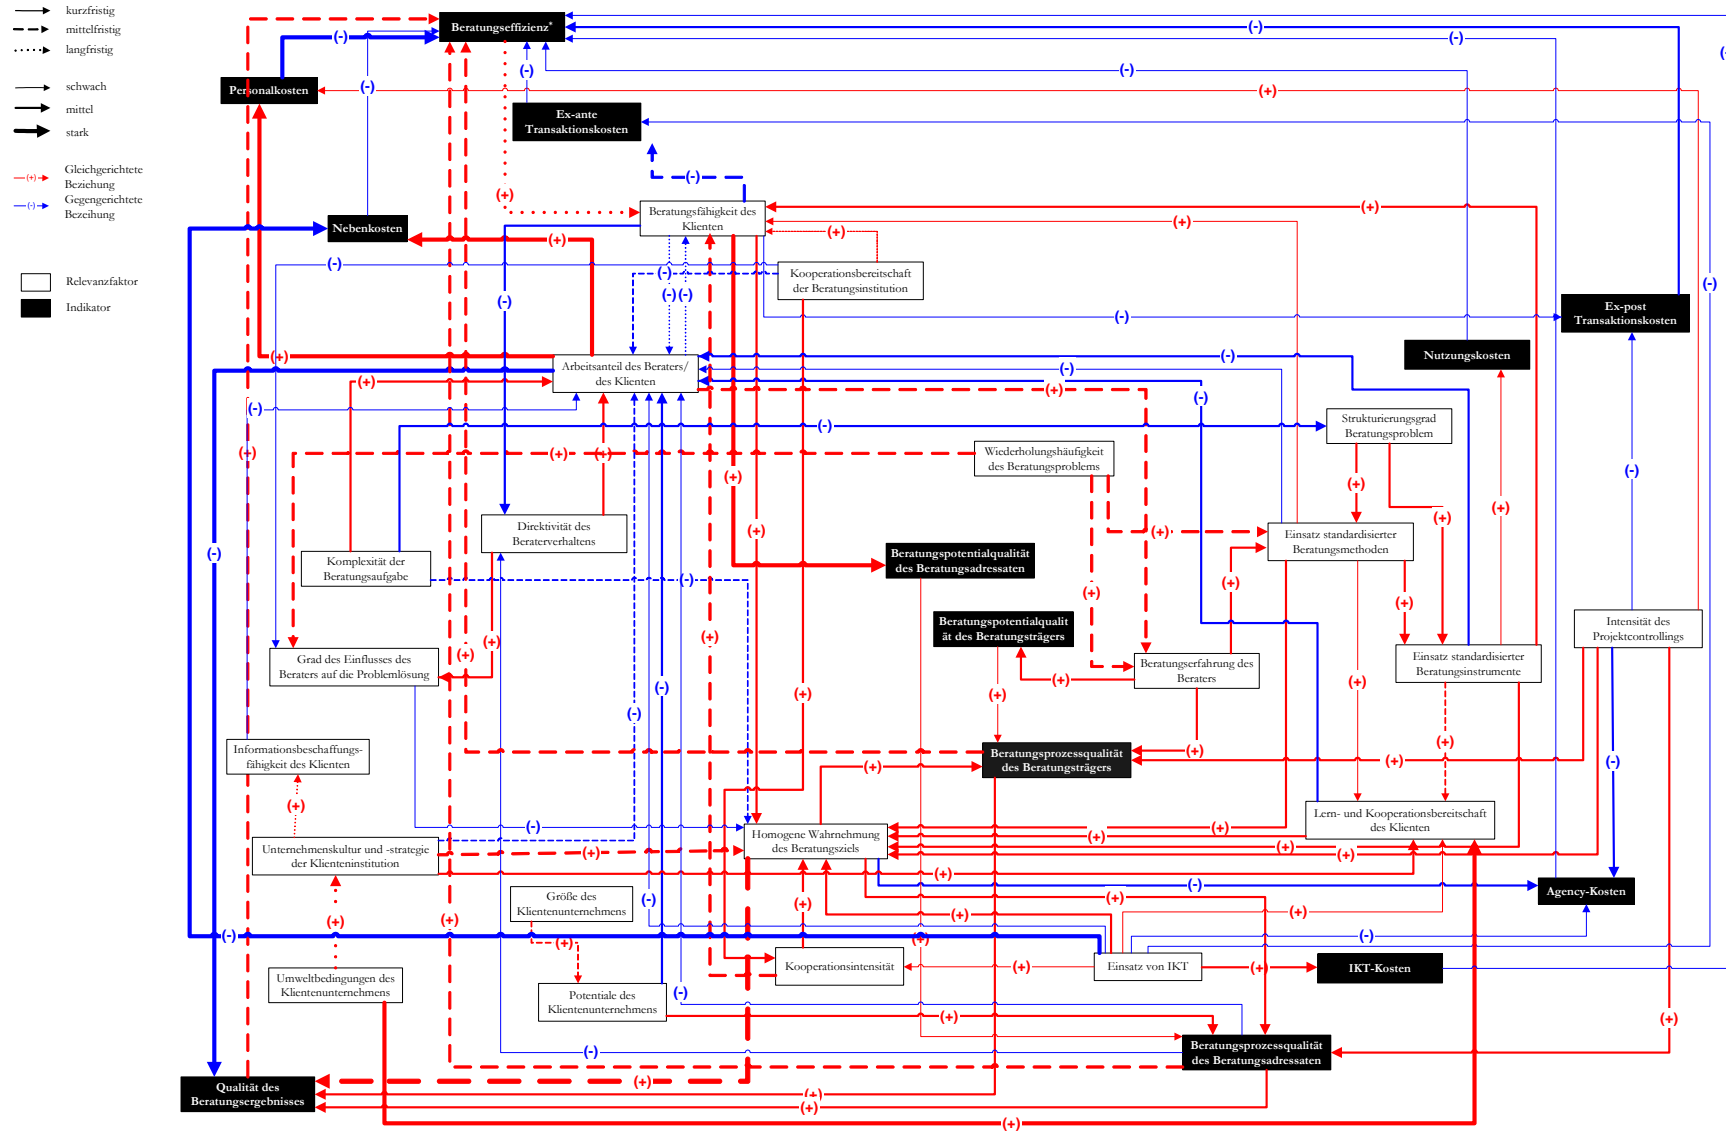 kurzfristig
mittelfristig
langfristig
schwach
mittel
stark
(+)
Gleichgerichtete
Beziehung
(-)
Gegengerichtete
Bezeihung
Relevanzfaktor
Indikator
Beratungseffizienz*
Personalkosten
Ex-ante
Transaktionskosten
Nebenkosten
Beratungsfähigkeit des
Klienten
Kooperationsbereitschaft
der Beratungsinstitution
Ex-post
Transaktionskosten
Nutzungskosten
Arbeitsanteil des Beraters/
des Klienten
Strukturierungsgrad
Beratungsproblem
Wiederholungshäufigkeit
des Beratungsproblems
Direktivität des
Beraterverhaltens
Einsatz standardisierter
Beratungsmethoden
Komplexität der
Beratungsaufgabe
Beratungspotentialqualität
des Beratungsadressaten
Beratungspotentialqualit
ät des Beratungsträgers
Intensität des
Projektcontrollings
Grad des Einflusses des
Beraters auf die Problemlösung
Beratungserfahrung des
Beraters
Einsatz standardisierter
Beratungsinstrumente
Informationsbeschaffungs-
fähigkeit des Klienten
Beratungsprozessqualität
des Beratungsträgers
Unternehmenskultur und -strategie
der Klienteninstitution
Homogene Wahrnehmung
des Beratungsziels
Lern- und Kooperationsbereitschaft
des Klienten
Größe des
Klientenunternehmens
Agency-Kosten
Umweltbedingungen des
Klientenunternehmens
Potentiale des
Klientenunternehmens
Kooperationsintensität
Einsatz von IKT
IKT-Kosten
Beratungsprozessqualität
des Beratungsadressaten
Qualität des
Beratungsergebnisses